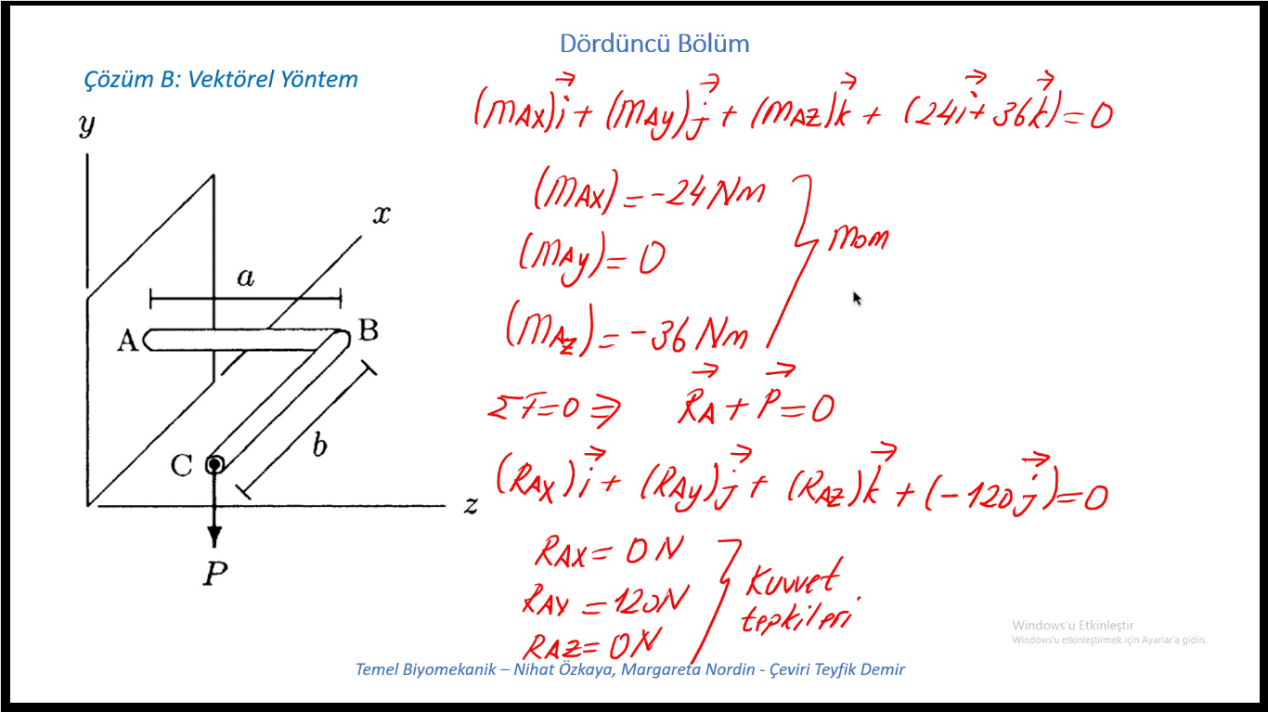 Dördüncü Bölüm
Çözüm B: Vektörel Yöntem
(MAX)i + (MAy)j + (MAZ)k + (24i + 36k) = 0
(MAX) = -24 Nm
(MAy) = 0
(MAZ) = -36 Nm
Mom
ΣF=0 ⇒ RA + P = 0
(RAX)i + (RAy)j + (RAZ)k + (-120j) = 0
RAX = 0 N
RAY = 120N
RAZ = 0N
Kuvvet
tepkileri
y
x
a
A
B
b
C
z
P
Windows'u Etkinleştir
Windows'u etkinleştirmek için Ayarlar'a gidin.
Temel Biyomekanik – Nihat Özkaya, Margareta Nordin - Çeviri Teyfik Demir